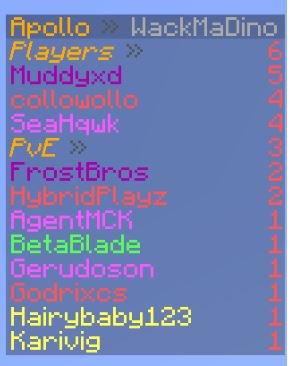 Apollo » WackMaDino
Players » 6
Muddyxd 5
collowollo 4
SeaHqwk 4
PvE » 3
FrostBros 2
HybridPlayz 2
AgentMCK 1
BetaBlade 1
Gerudoson 1
Godrixcs 1
Hairybaby123 1
Karivig 1